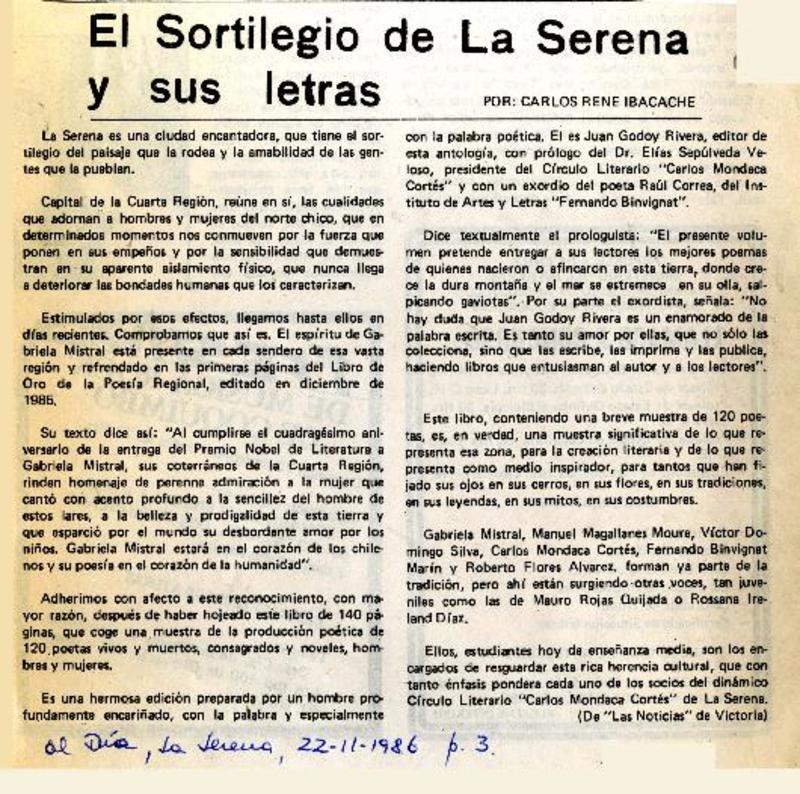 El Sortilegio de La Serena
y sus letras
POR: CARLOS RENE IBACACHE
La Serena es una ciudad encantadora, que tiene el sor-
tilegio del paisaje que la rodea y la amabilidad de las gen-
tes que la pueblan.
Capital de la Cuarta Región, reúne en sí, las cualidades
que adornan a hombres y mujeres del norte chico, que en
determinados momentos nos conmueven por la fuerza que
ponen en sus empeños y por la sensibilidad que demues-
tran en su aparente aislamiento físico, que nunca llega
a deteriorar las bondades humanas que los caracterizan.
Estimulados por esos efectos, llegamos hasta ellos en
días recientes. Comprobamos que así es. El espíritu de Ga-
briela Mistral está presente en cada sendero de esa vasta
región y refrendado en las primeras páginas del Libro de
Oro de la Poesía Regional, editado en diciembre de
1985.
Su texto dice así: "Al cumplirse el cuadragésimo ani-
versario de la entrega del Premio Nobel de Literatura a
Gabriela Mistral, sus coterráneos de la Cuarta Región,
rinden homenaje de perenne admiración a la mujer que
cantó con acento profundo a la sencillez del hombre de
estos lares, a la belleza y prodigalidad de esta tierra y
que esparció por el mundo su desbordante amor por los
niños. Gabriela Mistral estará en el corazón de los chile-
nos y su poesía en el corazón de la humanidad".
Adherimos con afecto a este reconocimiento, con ma-
yor razón, después de haber hojeado este libro de 140 pá-
ginas, que coge una muestra de la producción poética de
120 poetas vivos y muertos, consagrados y noveles, hom-
bres y mujeres.
Es una hermosa edición preparada por un hombre pro-
fundamente encariñado, con la palabra y especialmente
con la palabra poética. El es Juan Godoy Rivera, editor de
esta antología, con prólogo del Dr. Elías Sepúlveda Ve-
loso, presidente del Círculo Literario "Carlos Mondaca
Cortés" y con un exordio del poeta Raúl Correa, del Ins-
tituto de Artes y Letras "Fernando Binvignat".
Dice textualmente el prologuista: "El presente volu-
men pretende entregar a sus lectores los mejores poemas
de quienes nacieron o afincaron en esta tierra, donde cre-
ce la dura montaña y el mar se estremece en su olla, sal-
picando gaviotas". Por su parte el exordista, señala: "No
hay duda que Juan Godoy Rivera es un enamorado de la
palabra escrita. Es tanto su amor por ellas, que no sólo las
colecciona, sino que las escribe, las imprime y las publica,
haciendo libros que entusiasman al autor y a los lectores".
Este libro, conteniendo una breve muestra de 120 poe-
tas, es, en verdad, una muestra significativa de lo que re-
presenta esa zona, para la creación literaria y de lo que re-
presenta como medio inspirador, para tantos que han fi-
jado sus ojos en sus cerros, en sus flores, en sus tradiciones,
en sus leyendas, en sus mitos, en sus costumbres.
Gabriela Mistral, Manuel Magallanes Moure, Víctor Do-
mingo Silva, Carlos Mondaca Cortés, Fernando Binvignat
Marín y Roberto Flores Alvarez, forman ya parte de la
tradición, pero ahí están surgiendo otras voces, tan juve-
niles como las de Mauro Rojas Quijada o Rossana Ire-
land Díaz.
Ellos, estudiantes hoy de enseñanza media, son los en-
cargados de resguardar esta rica herencia cultural, que con
tanto énfasis pondera cada uno de los socios del dinámico
Círculo Literario "Carlos Mondaca Cortés" de La Serena.
(De "Las Noticias" de Victoria)
al Día, La Serena, 22-11-1986 p. 3.